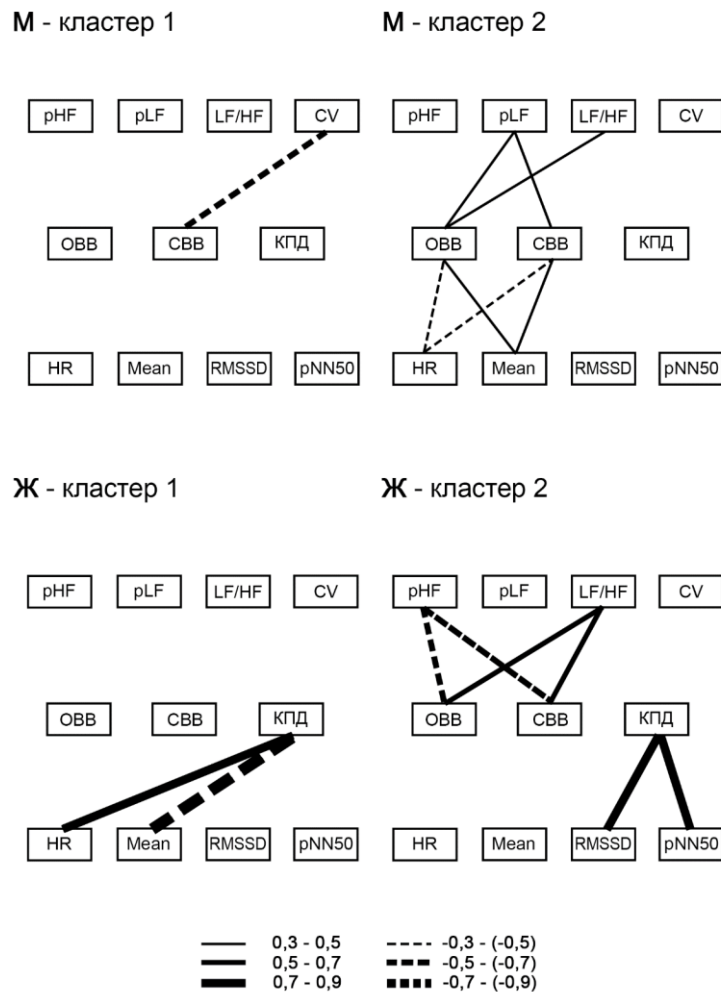 М - кластер 1
М - кластер 2
pHF pLF LF/HF CV
pHF pLF LF/HF CV
ОВВ СВВ КПД
ОВВ СВВ КПД
HR Mean RMSSD pNN50
HR Mean RMSSD pNN50
Ж - кластер 1
Ж - кластер 2
pHF pLF LF/HF CV
pHF pLF LF/HF CV
ОВВ СВВ КПД
ОВВ СВВ КПД
HR Mean RMSSD pNN50
HR Mean RMSSD pNN50
0,3 - 0,5
-0,3 - (-0,5)
0,5 - 0,7
-0,5 - (-0,7)
0,7 - 0,9
-0,7 - (-0,9)